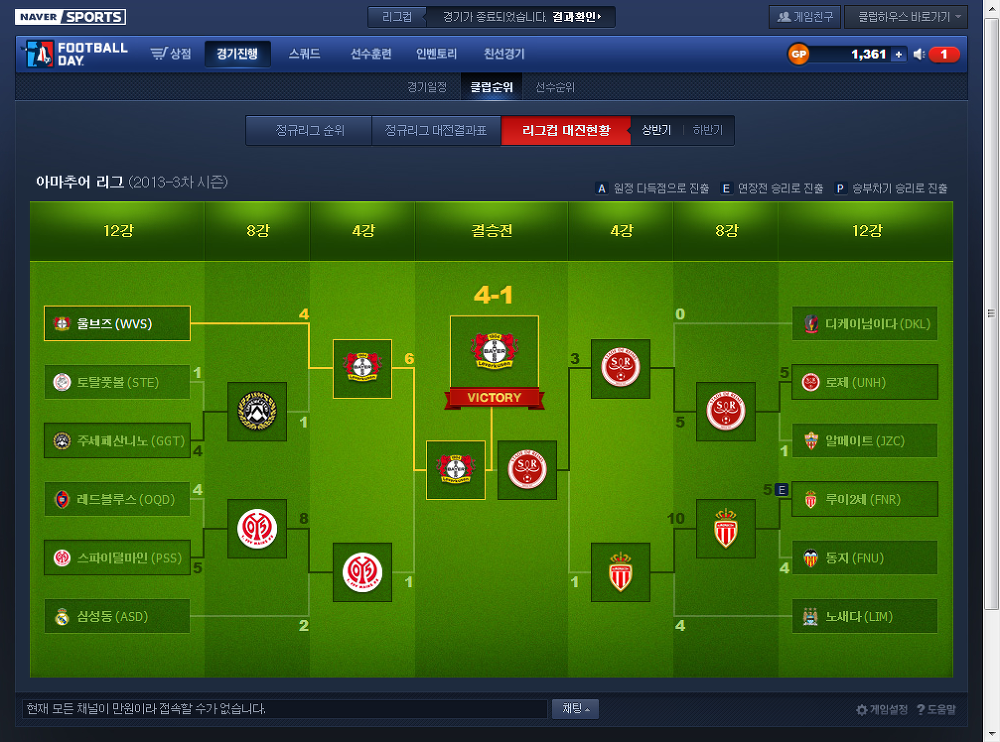 NAVER SPORTS
리그컵 경기가 종료되었습니다. 결과확인
게임친구 클럽하우스 바로가기
FOOTBALL DAY. 상점 경기진행 스쿼드 선수훈련 인벤토리 친선경기 GP 1,361 + 1
경기일정 클럽순위 선수순위
정규리그 순위 정규리그 대전결과표 리그컵 대진현황 상반기 하반기
아마추어 리그 (2013-3차 시즌)
A 원정 다득점으로 진출 E 연장전 승리로 진출 P 승부차기 승리로 진출
12강 8강 4강 결승전 4강 8강 12강
4-1
울브즈 (WVS) 4 0 디케이님이다 (DKL)
6 3
토탈풋볼 (STE) 1 5 로제 (UNH)
VICTORY
1 5
주세페산니노 (GGT) 4 1 알메이트 (JZC)
레드블루스 (OQD) 4 5 E 루이2세 (FNR)
8 10
스파이덜마인 (PSS) 5 4 동지 (FNU)
1 1
심성동 (ASD) 2 4 노새다 (LIM)
현재 모든 채널이 만원이라 접속할 수가 없습니다. 채팅 게임설정 ? 도움말